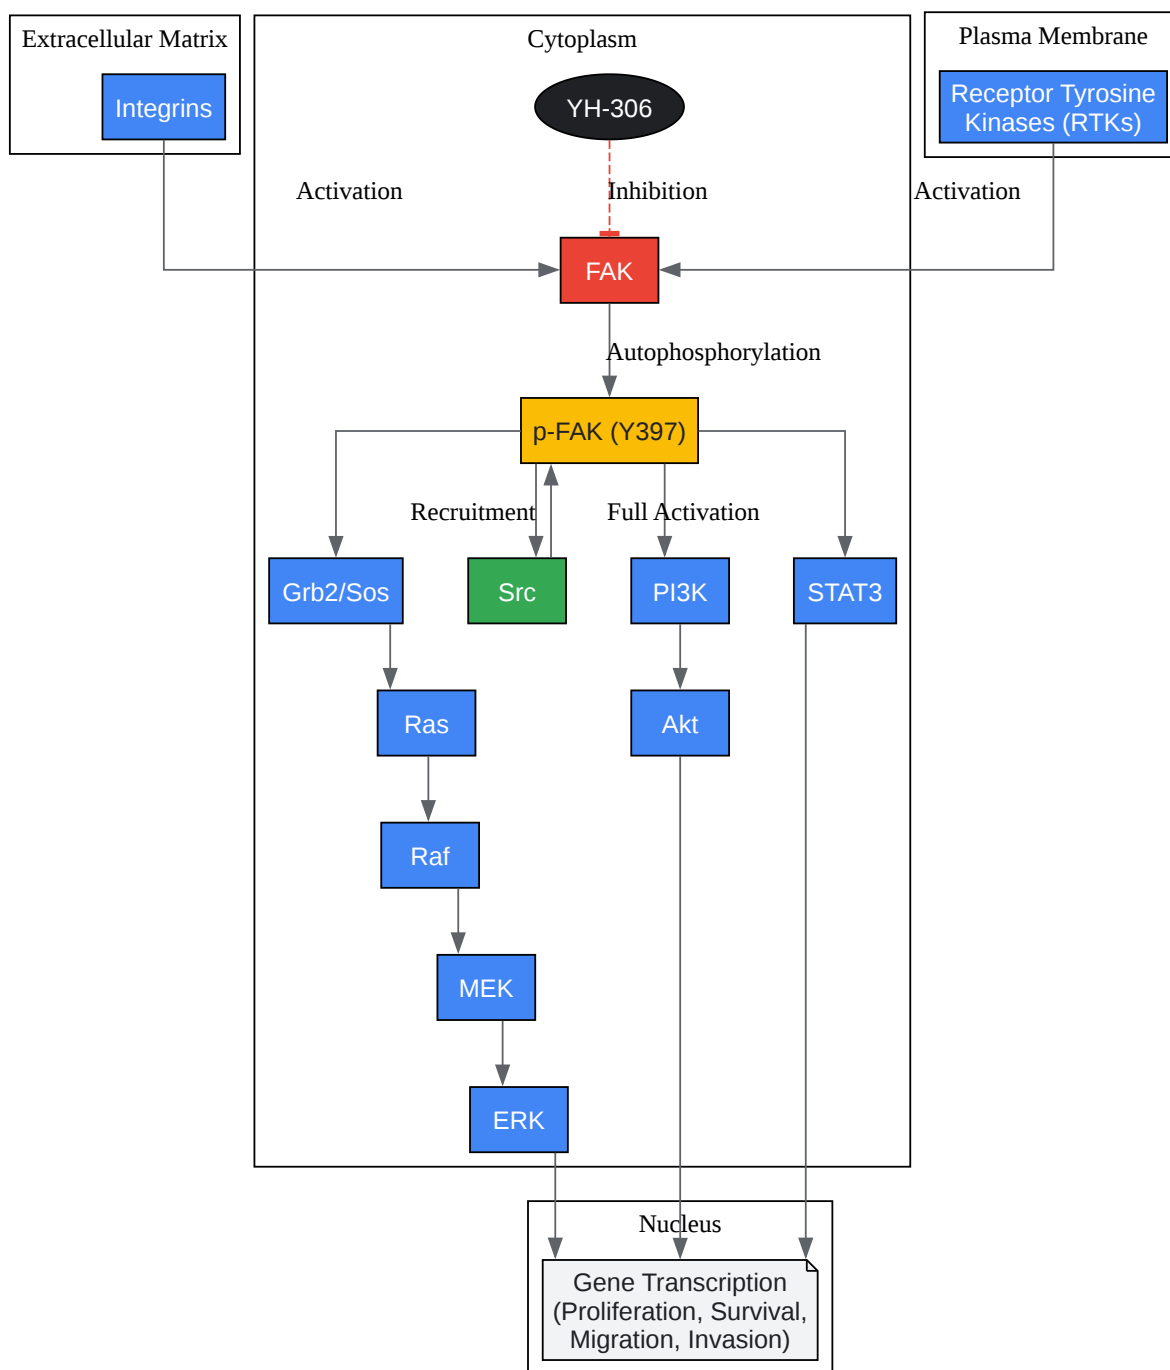 Extracellular Matrix
Cytoplasm
Plasma Membrane
Integrins
YH-306
Receptor Tyrosine
Kinases (RTKs)
Activation
Inhibition
Activation
FAK
Autophosphorylation
p-FAK (Y397)
Recruitment
Full Activation
Grb2/Sos
Src
PI3K
STAT3
Ras
Akt
Raf
MEK
ERK
Nucleus
Gene Transcription
(Proliferation, Survival,
Migration, Invasion)